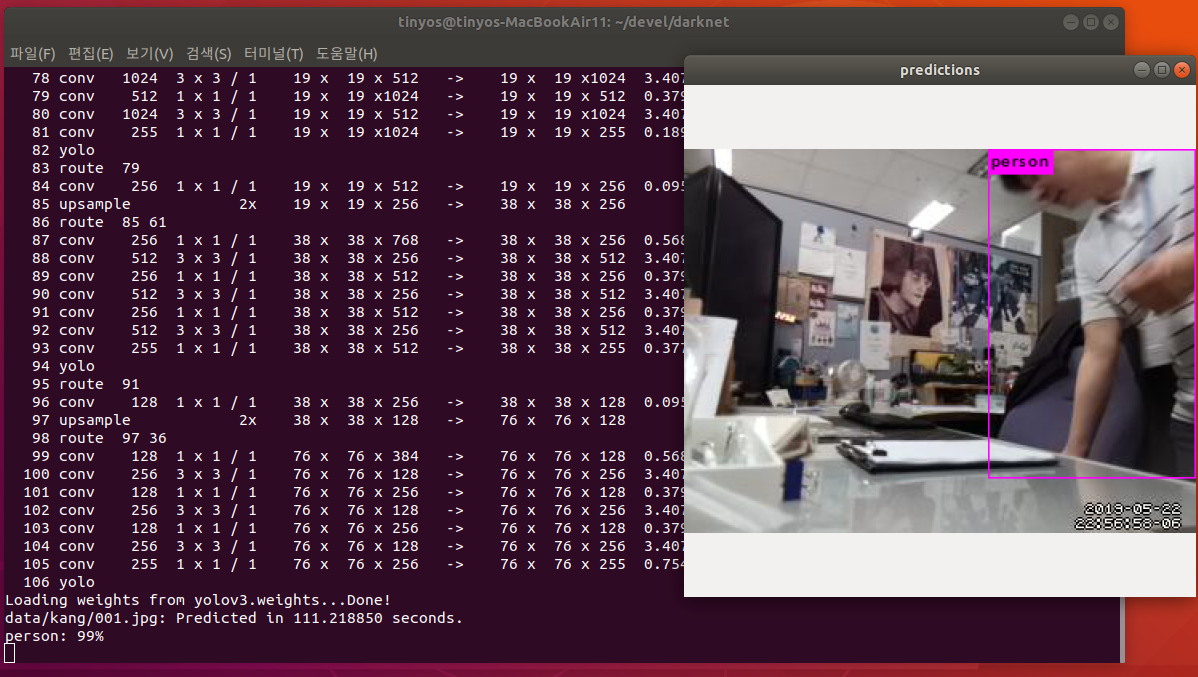 tinyos@tinyos-MacBookAir11: ~/devel/darknet
파일(F) 편집(E) 보기(V) 검색(S) 터미널(T) 도움말(H)
78 conv 1024 3 x 3 / 1 19 x 19 x 512 -> 19 x 19 x1024 3.407
79 conv 512 1 x 1 / 1 19 x 19 x1024 -> 19 x 19 x 512 0.379
80 conv 1024 3 x 3 / 1 19 x 19 x 512 -> 19 x 19 x1024 3.407
81 conv 255 1 x 1 / 1 19 x 19 x1024 -> 19 x 19 x 255 0.189
82 yolo
83 route 79
84 conv 256 1 x 1 / 1 19 x 19 x 512 -> 19 x 19 x 256 0.095
85 upsample 2x 19 x 19 x 256 -> 38 x 38 x 256
86 route 85 61
87 conv 256 1 x 1 / 1 38 x 38 x 768 -> 38 x 38 x 256 0.568
88 conv 512 3 x 3 / 1 38 x 38 x 256 -> 38 x 38 x 512 3.407
89 conv 256 1 x 1 / 1 38 x 38 x 512 -> 38 x 38 x 256 0.379
90 conv 512 3 x 3 / 1 38 x 38 x 256 -> 38 x 38 x 512 3.407
91 conv 256 1 x 1 / 1 38 x 38 x 512 -> 38 x 38 x 256 0.379
92 conv 512 3 x 3 / 1 38 x 38 x 256 -> 38 x 38 x 512 3.407
93 conv 255 1 x 1 / 1 38 x 38 x 512 -> 38 x 38 x 255 0.377
94 yolo
95 route 91
96 conv 128 1 x 1 / 1 38 x 38 x 256 -> 38 x 38 x 128 0.095
97 upsample 2x 38 x 38 x 128 -> 76 x 76 x 128
98 route 97 36
99 conv 128 1 x 1 / 1 76 x 76 x 384 -> 76 x 76 x 128 0.568
100 conv 256 3 x 3 / 1 76 x 76 x 128 -> 76 x 76 x 256 3.407
101 conv 128 1 x 1 / 1 76 x 76 x 256 -> 76 x 76 x 128 0.379
102 conv 256 3 x 3 / 1 76 x 76 x 128 -> 76 x 76 x 256 3.407
103 conv 128 1 x 1 / 1 76 x 76 x 256 -> 76 x 76 x 128 0.379
104 conv 256 3 x 3 / 1 76 x 76 x 128 -> 76 x 76 x 256 3.407
105 conv 255 1 x 1 / 1 76 x 76 x 256 -> 76 x 76 x 255 0.754
106 yolo
Loading weights from yolov3.weights...Done!
data/kang/001.jpg: Predicted in 111.218850 seconds.
person: 99%
predictions
person
2019-05-22
22:56:58-06